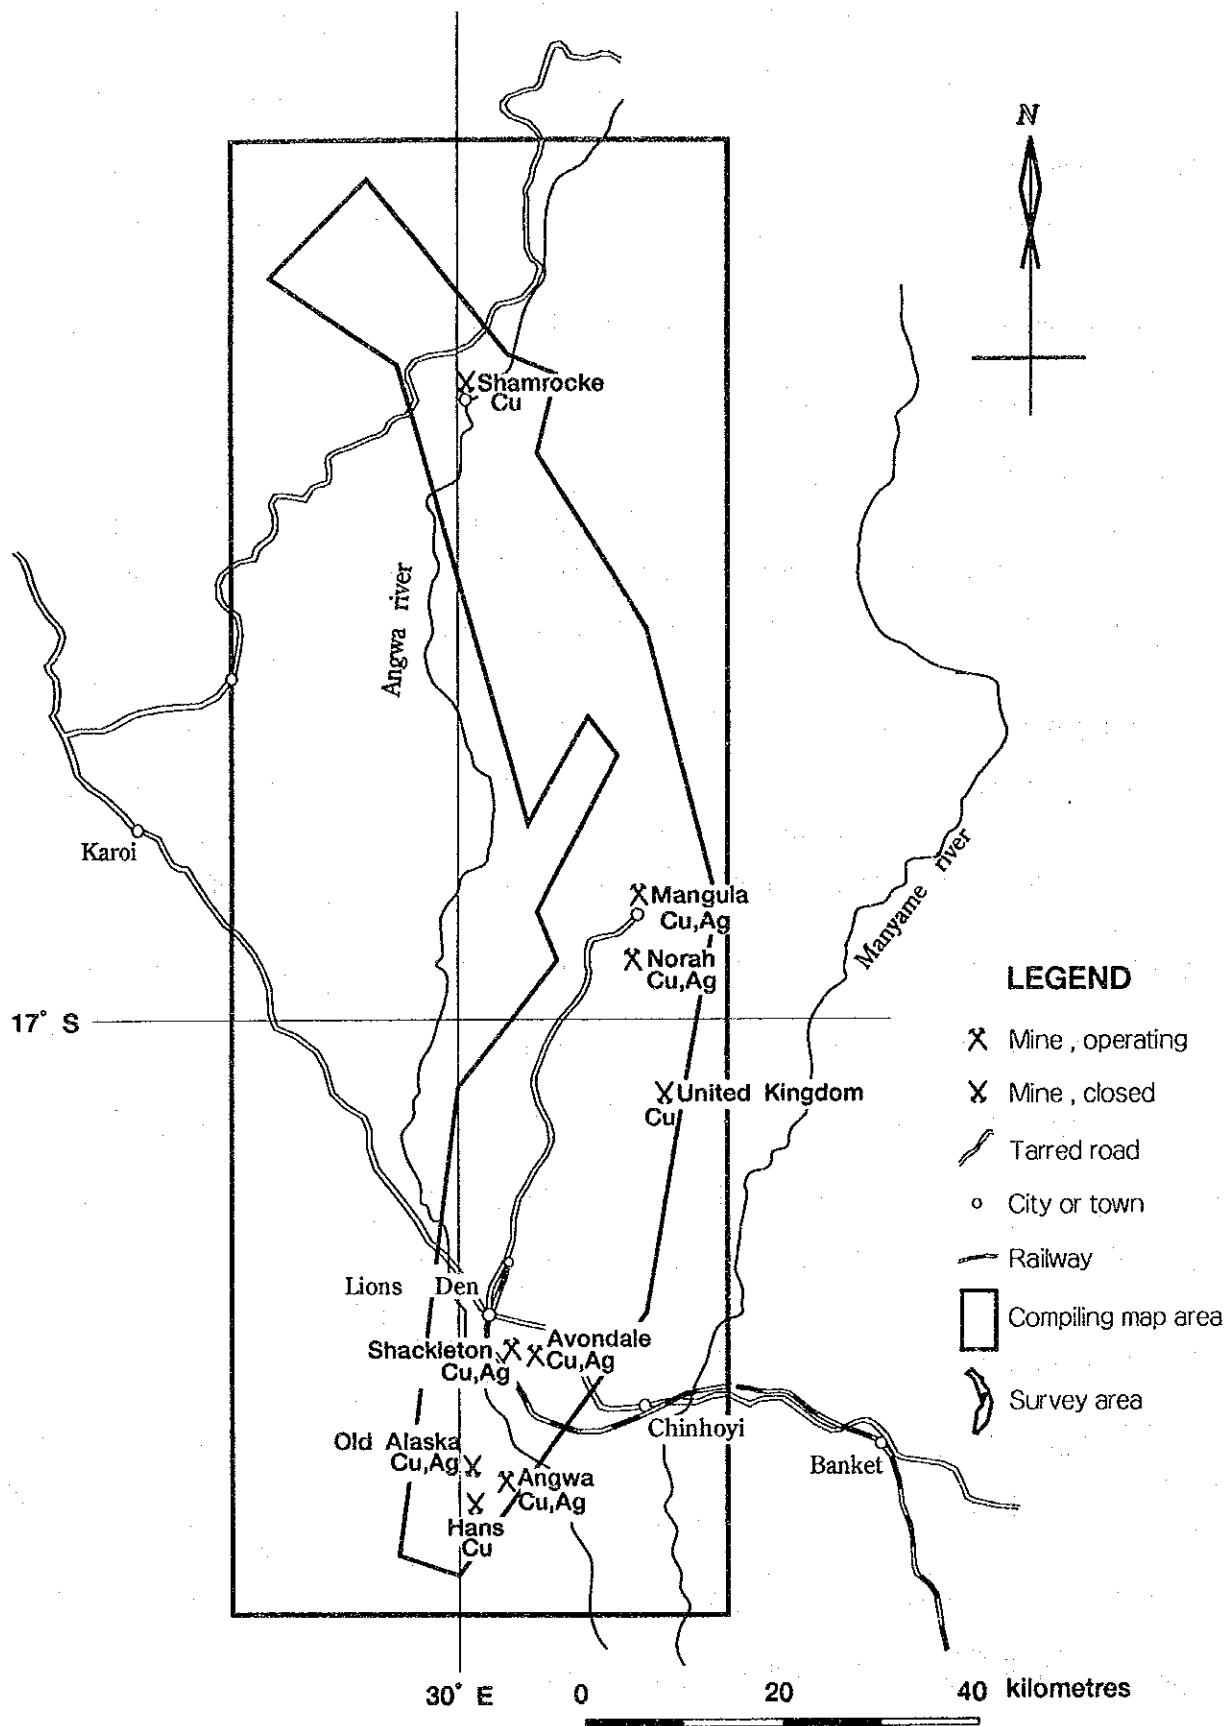 N
Shamrocke
Cu
Angwa river
Karoi
Mangula
Cu,Ag
Norah
Cu,Ag
Manyame river
17° S
United Kingdom
Cu
Lions Den
Shackleton
Cu,Ag
Avondale
Cu,Ag
Chinhoyi
Banket
Old Alaska
Cu,Ag
Angwa
Cu,Ag
Hans
Cu
LEGEND
Mine , operating
Mine , closed
Tarred road
City or town
Railway
Compiling map area
Survey area
30° E
0 20 40 kilometres